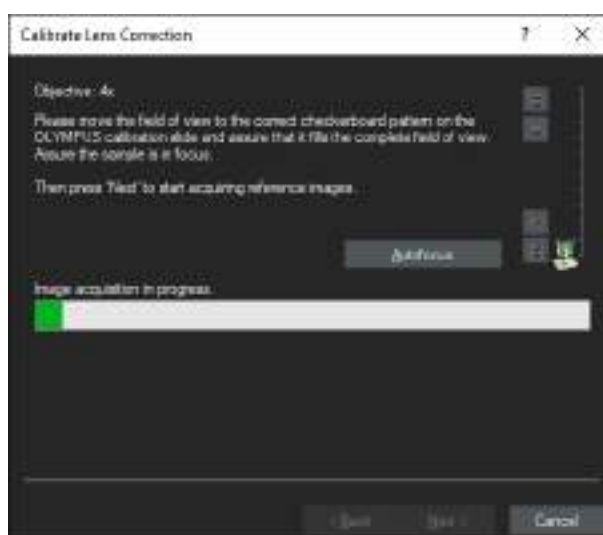 Calibrate Lens Correction
?
Objective: 4x
Please move the field of view to the correct checkerboard pattern on the
OLYMPUS calibration slide and assure that it fills the complete field of view.
Assure the sample is in focus.
Then press 'Next' to start acquiring reference images.
Autofocus
Image acquisition in progress
< Back
Next >
Cancel